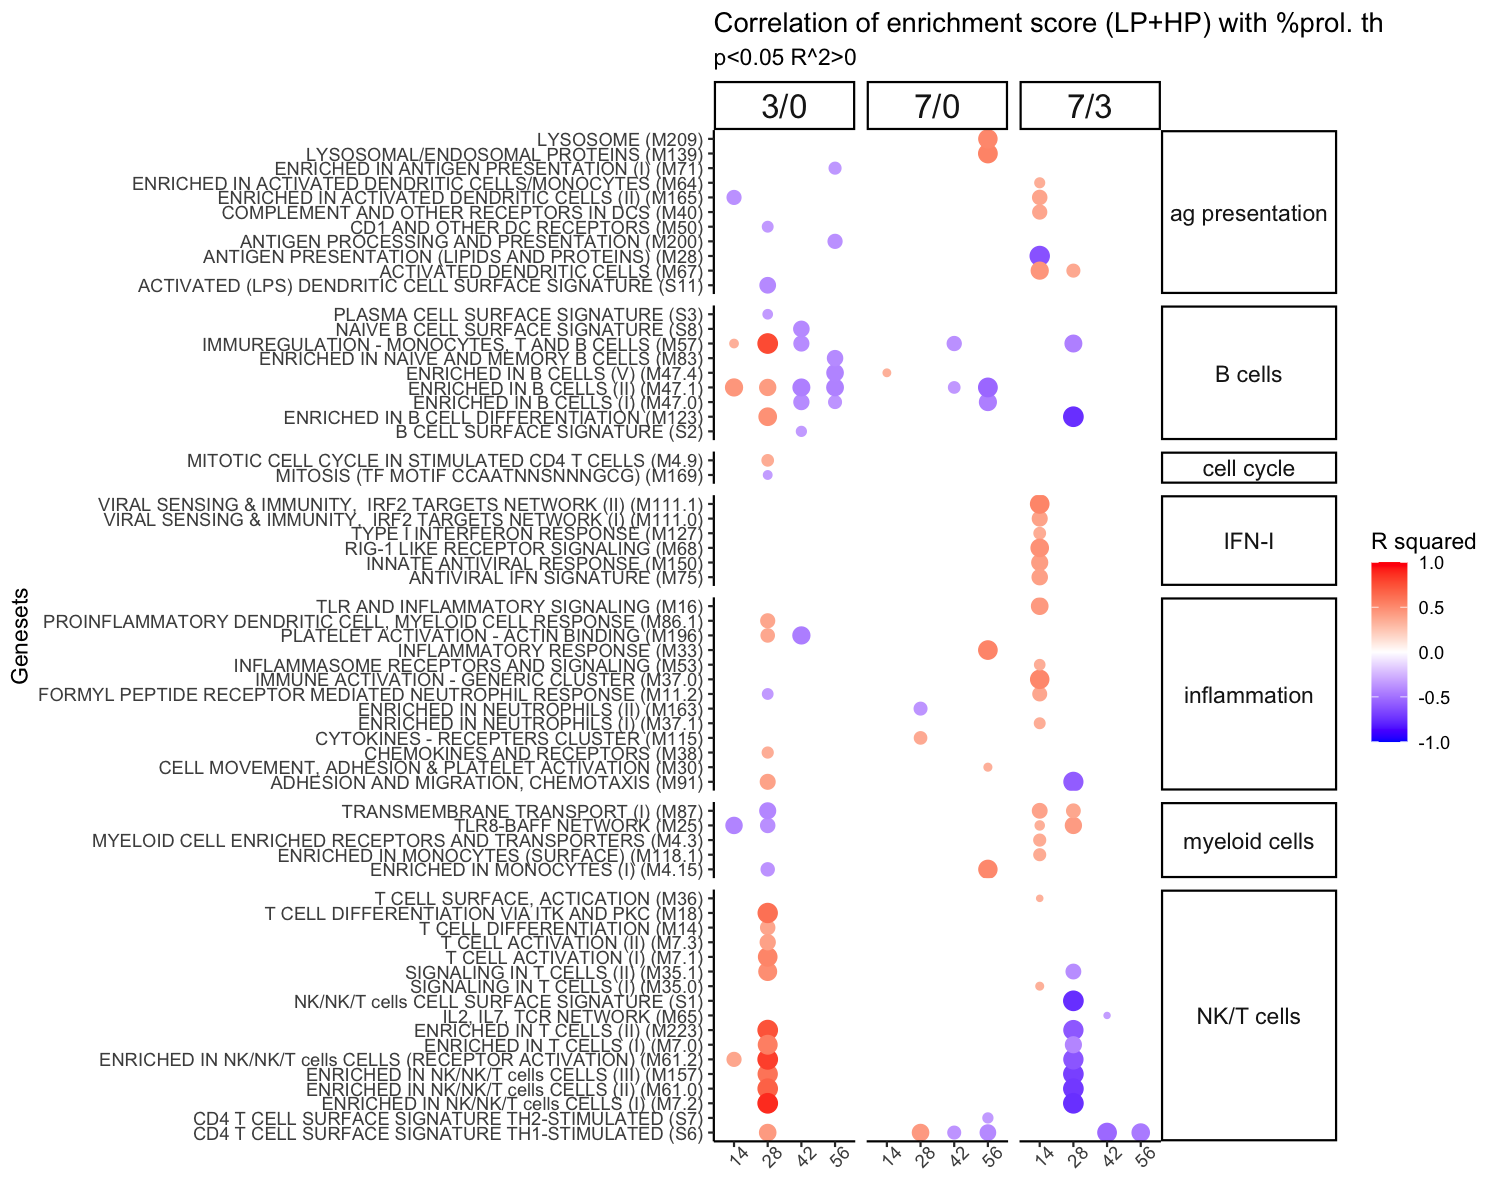 Correlation of enrichment score (LP+HP) with %prol. th
p<0.05 R^2>0
3/0
7/0
7/3
LYSOSOME (M209)
LYSOSOMAL/ENDOSOMAL PROTEINS (M139)
ENRICHED IN ANTIGEN PRESENTATION (I) (M71)
ENRICHED IN ACTIVATED DENDRITIC CELLS/MONOCYTES (M64)
ENRICHED IN ACTIVATED DENDRITIC CELLS (II) (M165)
COMPLEMENT AND OTHER RECEPTORS IN DCS (M40)
CD1 AND OTHER DC RECEPTORS (M50)
ANTIGEN PROCESSING AND PRESENTATION (M200)
ANTIGEN PRESENTATION (LIPIDS AND PROTEINS) (M28)
ACTIVATED DENDRITIC CELLS (M67)
ACTIVATED (LPS) DENDRITIC CELL SURFACE SIGNATURE (S11)
ag presentation
PLASMA CELL SURFACE SIGNATURE (S3)
NAIVE B CELL SURFACE SIGNATURE (S8)
IMMUREGULATION - MONOCYTES, T AND B CELLS (M57)
ENRICHED IN NAIVE AND MEMORY B CELLS (M83)
ENRICHED IN B CELLS (V) (M47.4)
ENRICHED IN B CELLS (II) (M47.1)
ENRICHED IN B CELLS (I) (M47.0)
ENRICHED IN B CELL DIFFERENTIATION (M123)
B CELL SURFACE SIGNATURE (S2)
B cells
MITOTIC CELL CYCLE IN STIMULATED CD4 T CELLS (M4.9)
MITOSIS (TF MOTIF CCAATNNSNNNGCG) (M169)
cell cycle
VIRAL SENSING & IMMUNITY,  IRF2 TARGETS NETWORK (II) (M111.1)
VIRAL SENSING & IMMUNITY,  IRF2 TARGETS NETWORK (I) (M111.0)
TYPE I INTERFERON RESPONSE (M127)
RIG-1 LIKE RECEPTOR SIGNALING (M68)
INNATE ANTIVIRAL RESPONSE (M150)
ANTIVIRAL IFN SIGNATURE (M75)
IFN-I
TLR AND INFLAMMATORY SIGNALING (M16)
PROINFLAMMATORY DENDRITIC CELL, MYELOID CELL RESPONSE (M86.1)
PLATELET ACTIVATION - ACTIN BINDING (M196)
INFLAMMATORY RESPONSE (M33)
INFLAMMASOME RECEPTORS AND SIGNALING (M53)
IMMUNE ACTIVATION - GENERIC CLUSTER (M37.0)
FORMYL PEPTIDE RECEPTOR MEDIATED NEUTROPHIL RESPONSE (M11.2)
ENRICHED IN NEUTROPHILS (II) (M163)
ENRICHED IN NEUTROPHILS (I) (M37.1)
CYTOKINES - RECEPTERS CLUSTER (M115)
CHEMOKINES AND RECEPTORS (M38)
CELL MOVEMENT, ADHESION & PLATELET ACTIVATION (M30)
ADHESION AND MIGRATION, CHEMOTAXIS (M91)
inflammation
TRANSMEMBRANE TRANSPORT (I) (M87)
TLR8-BAFF NETWORK (M25)
MYELOID CELL ENRICHED RECEPTORS AND TRANSPORTERS (M4.3)
ENRICHED IN MONOCYTES (SURFACE) (M118.1)
ENRICHED IN MONOCYTES (I) (M4.15)
myeloid cells
T CELL SURFACE, ACTICATION (M36)
T CELL DIFFERENTIATION VIA ITK AND PKC (M18)
T CELL DIFFERENTIATION (M14)
T CELL ACTIVATION (II) (M7.3)
T CELL ACTIVATION (I) (M7.1)
SIGNALING IN T CELLS (II) (M35.1)
SIGNALING IN T CELLS (I) (M35.0)
NK/NK/T cells CELL SURFACE SIGNATURE (S1)
IL2, IL7, TCR NETWORK (M65)
ENRICHED IN T CELLS (II) (M223)
ENRICHED IN T CELLS (I) (M7.0)
ENRICHED IN NK/NK/T cells CELLS (RECEPTOR ACTIVATION) (M61.2)
ENRICHED IN NK/NK/T cells CELLS (III) (M157)
ENRICHED IN NK/NK/T cells CELLS (II) (M61.0)
ENRICHED IN NK/NK/T cells CELLS (I) (M7.2)
CD4 T CELL SURFACE SIGNATURE TH2-STIMULATED (S7)
CD4 T CELL SURFACE SIGNATURE TH1-STIMULATED (S6)
NK/T cells
Genesets
14
28
42
56
14
28
42
56
14
28
42
56
R squared
1.0
0.5
0.0
-0.5
-1.0